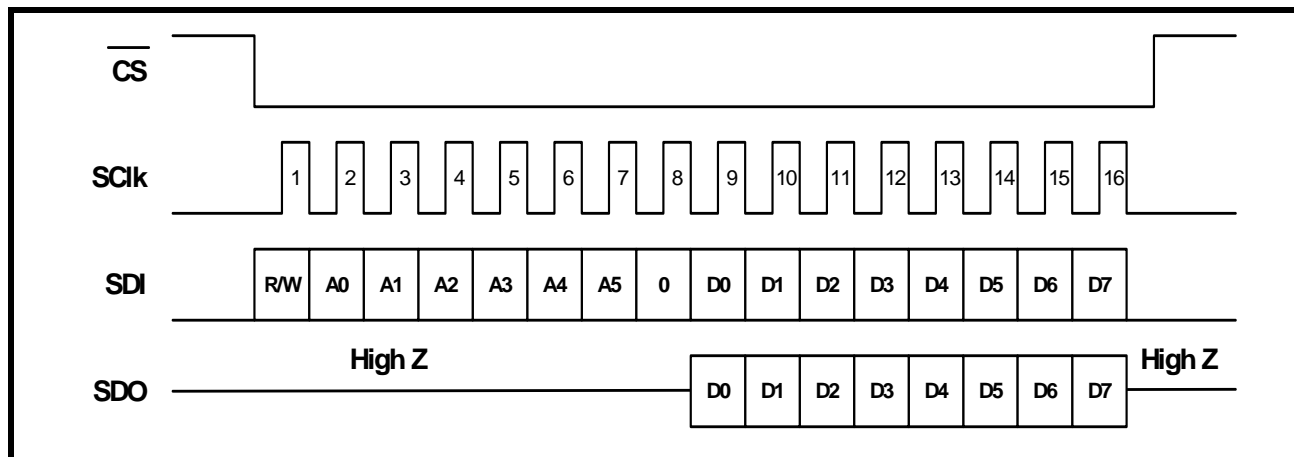 CS
SClk 1 2 3 4 5 6 7 8 9 10 11 12 13 14 15 16
SDI R/W A0 A1 A2 A3 A4 A5 0 D0 D1 D2 D3 D4 D5 D6 D7
High Z High Z
SDO D0 D1 D2 D3 D4 D5 D6 D7